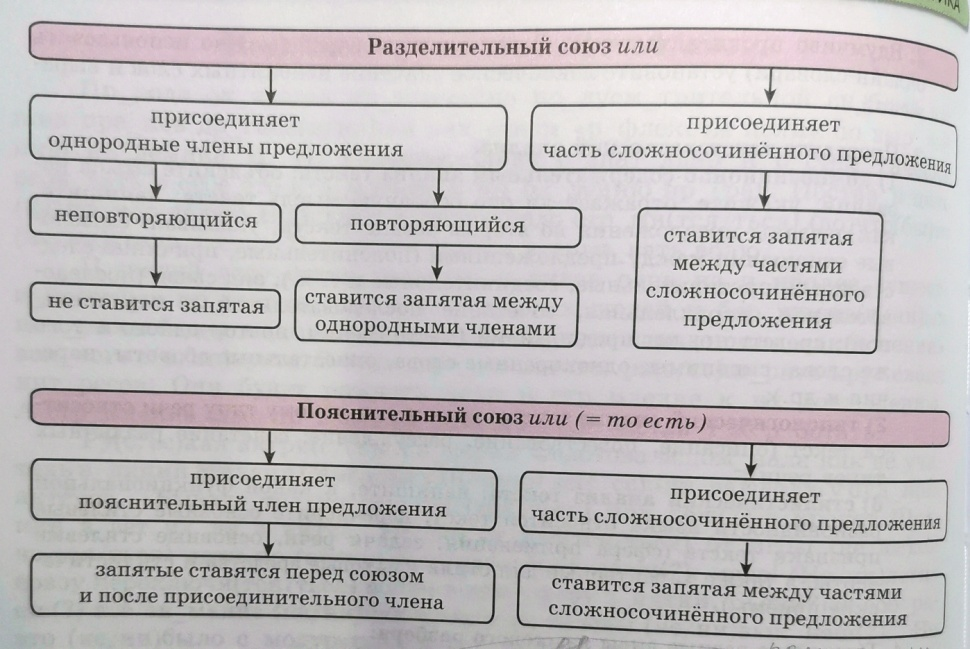 Разделительный союз или
присоединяет
однородные члены предложения
присоединяет
часть сложносочинённого предложения
неповторяющийся
повторяющийся
не ставится запятая
ставится запятая между
однородными членами
ставится запятая
между частями
сложносочинённого
предложения
Пояснительный союз или (= то есть)
присоединяет
пояснительный член предложения
присоединяет
часть сложносочинённого предложения
запятые ставятся перед союзом
и после присоединительного члена
ставится запятая между частями
сложносочинённого предложения